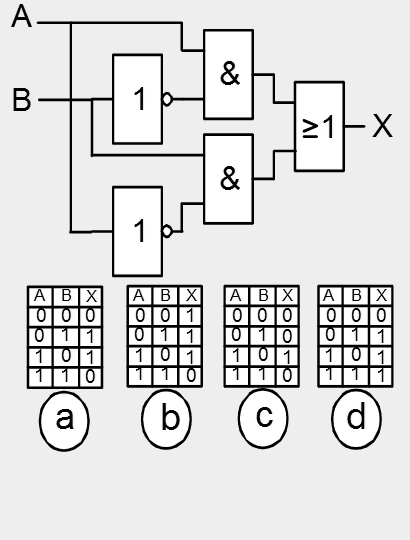 A
&
B
1
≥1
X
&
1
A B X A B X A B X A B X
0 0 0 0 0 1 0 0 0 0 0 0
0 1 1 0 1 1 0 1 0 0 1 1
1 0 1 1 0 1 1 0 1 1 0 1
1 1 0 1 1 0 1 1 0 1 1 1
a b c d